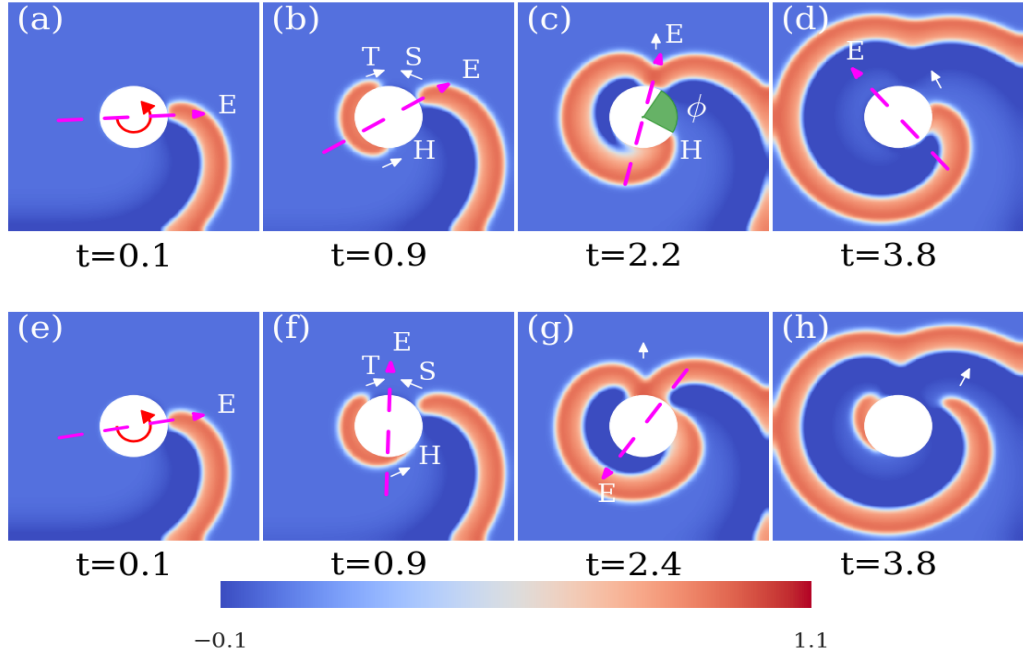 (a)
E
t=0.1
(b)
T S
E
H
t=0.9
(c)
E
ϕ
H
t=2.2
(d)
E
t=3.8
(e)
E
t=0.1
(f)
E
T S
H
t=0.9
(g)
E
t=2.4
(h)
t=3.8
−0.1 1.1